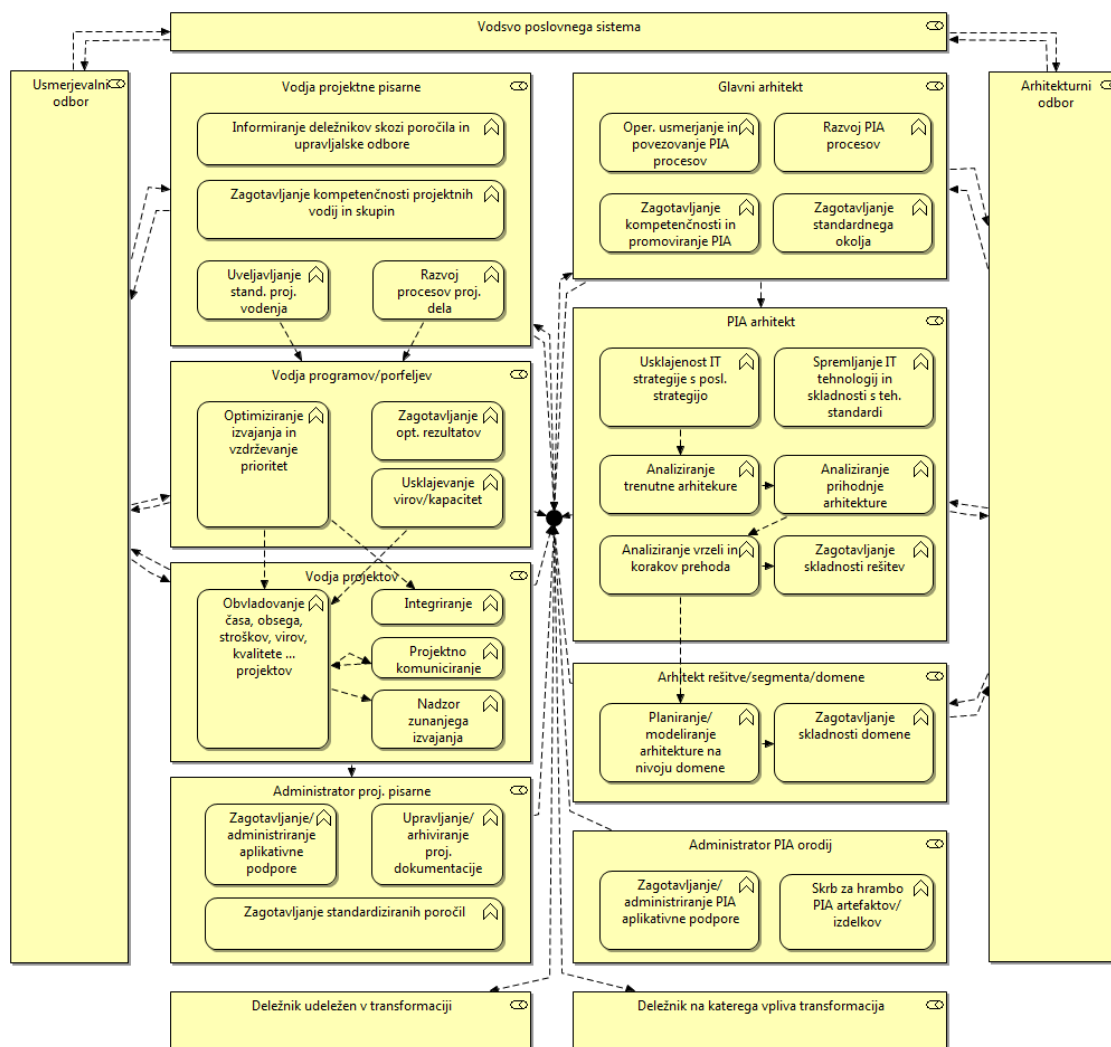 Vodsvo poslovnega sistema
Usmerjevalni
odbor
Vodja projektne pisarne
Informiranje deležnikov skozi poročila in
upravljalske odbore
Zagotavljanje kompetenčnosti projektnih
vodij in skupin
Uveljavljanje
stand. proj.
vodenja
Razvoj
procesov proj.
dela
Vodja programov/porfeljev
Optimiziranje
izvajanja in
vzdrževanje
prioritet
Zagotavljanje
opt. rezultatov
Usklajevanje
virov/kapacitet
Vodja projektov
Obvladovanje
časa, obsega,
stroškov, virov,
kvalitete ...
projektov
Integriranje
Projektno
komuniciranje
Nadzor
zunanjega
izvajanja
Administrator proj. pisarne
Zagotavljanje/
administriranje
aplikativne
podpore
Upravljanje/
arhiviranje
proj.
dokumentacije
Zagotavljanje standardiziranih poročil
Glavni arhitekt
Oper. usmerjanje in
povezovanje PIA
procesov
Razvoj PIA
procesov
Zagotavljanje
kompetenčnosti in
promoviranje PIA
Zagotavljanje
standardnega
okolja
PIA arhitekt
Usklajenost IT
strategije s posl.
strategijo
Spremljanje IT
tehnologij in
skladnosti s teh.
standardi
Analiziranje
trenutne arhitekure
Analiziranje
prihodnje
arhitekture
Analiziranje vrzeli in
korakov prehoda
Zagotavljanje
skladnosti rešitev
Arhitekt rešitve/segmenta/domene
Planiranje/
modeliranje
arhitekture na
nivoju domene
Zagotavljanje
skladnosti domene
Administrator PIA orodij
Zagotavljanje/
administriranje PIA
aplikativne podpore
Skrb za hrambo
PIA artefaktov/
izdelkov
Arhitekturni
odbor
Deležnik udeležen v transformaciji
Deležnik na katerega vpliva transformacija